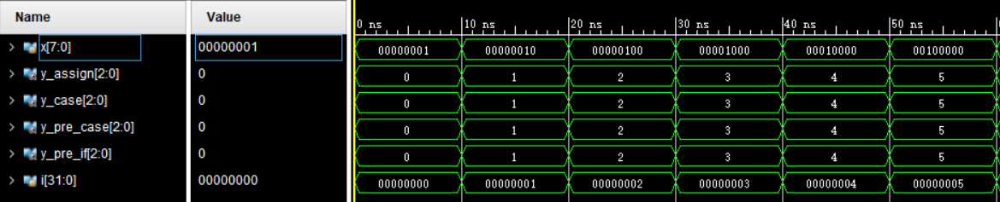 Name Value 0 ns 10 ns 20 ns 30 ns 40 ns 50 ns
x[7:0] 00000001 00000001 00000010 00000100 00001000 00010000 00100000
y_assign[2:0] 0 0 1 2 3 4 5
y_case[2:0] 0 0 1 2 3 4 5
y_pre_case[2:0] 0 0 1 2 3 4 5
y_pre_if[2:0] 0 0 1 2 3 4 5
i[31:0] 00000000 00000000 00000001 00000002 00000003 00000004 00000005